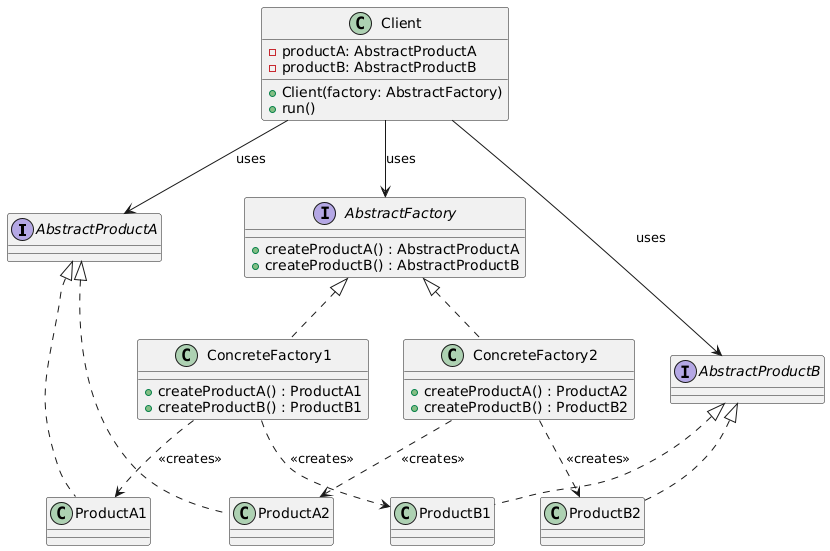 C Client
productA: AbstractProductA
productB: AbstractProductB
Client(factory: AbstractFactory)
run()
uses
uses
uses
I AbstractProductA
I AbstractFactory
createProductA() : AbstractProductA
createProductB() : AbstractProductB
C ConcreteFactory1
createProductA() : ProductA1
createProductB() : ProductB1
C ConcreteFactory2
createProductA() : ProductA2
createProductB() : ProductB2
I AbstractProductB
«creates»
«creates»
«creates»
«creates»
C ProductA1
C ProductA2
C ProductB1
C ProductB2